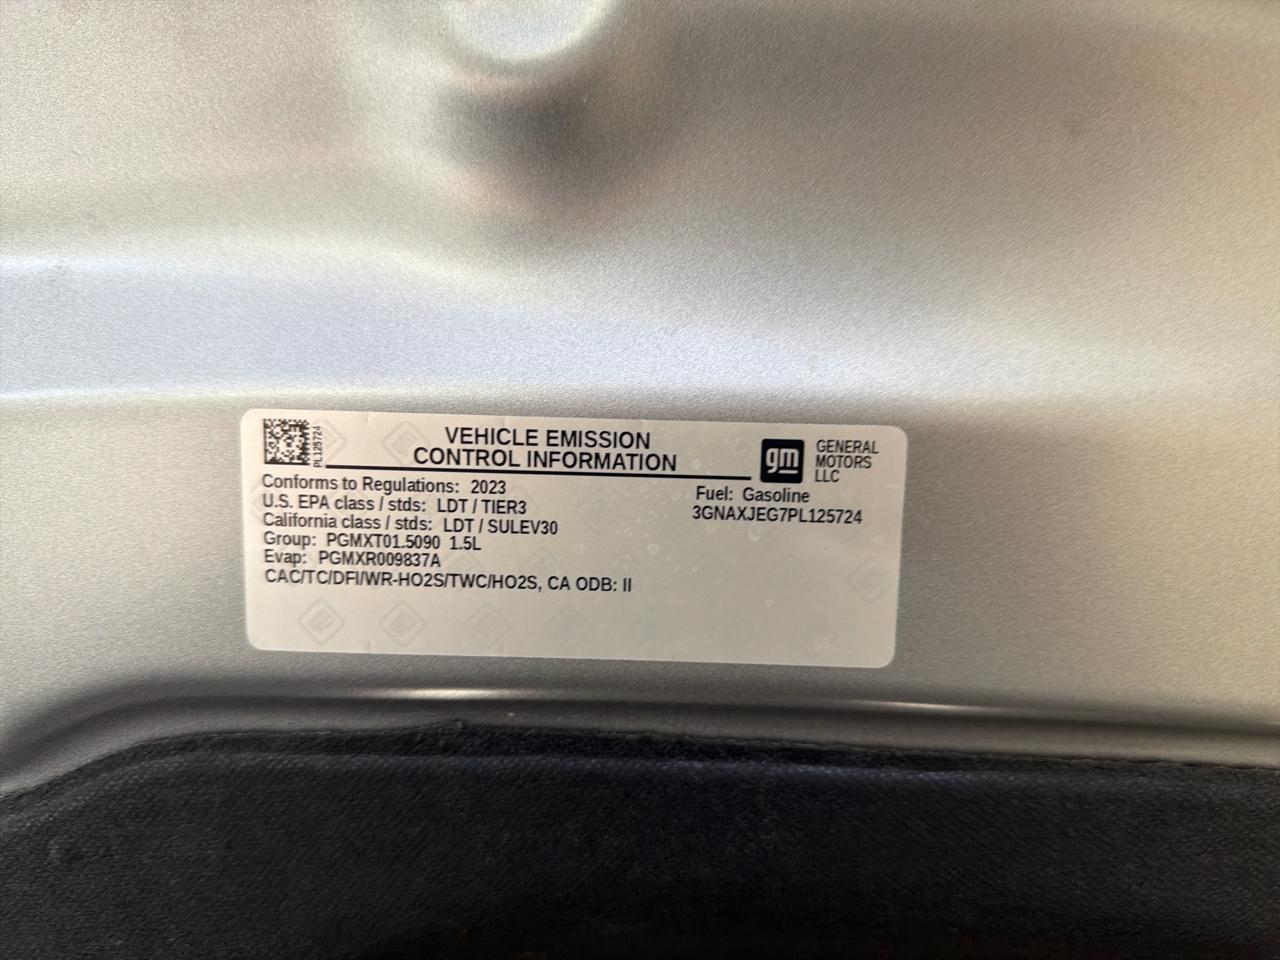 PL125724
VEHICLE EMISSION
CONTROL INFORMATION
gm
GENERAL
MOTORS
LLC
Conforms to Regulations: 2023
U.S. EPA class / stds: LDT / TIER3
California class / stds: LDT / SULEV30
Group: PGMXT01.5090 1.5L
Evap: PGMXR009837A
CAC/TC/DFI/WR-HO2S/TWC/HO2S, CA ODB: II
Fuel: Gasoline
3GNAXJEG7PL125724